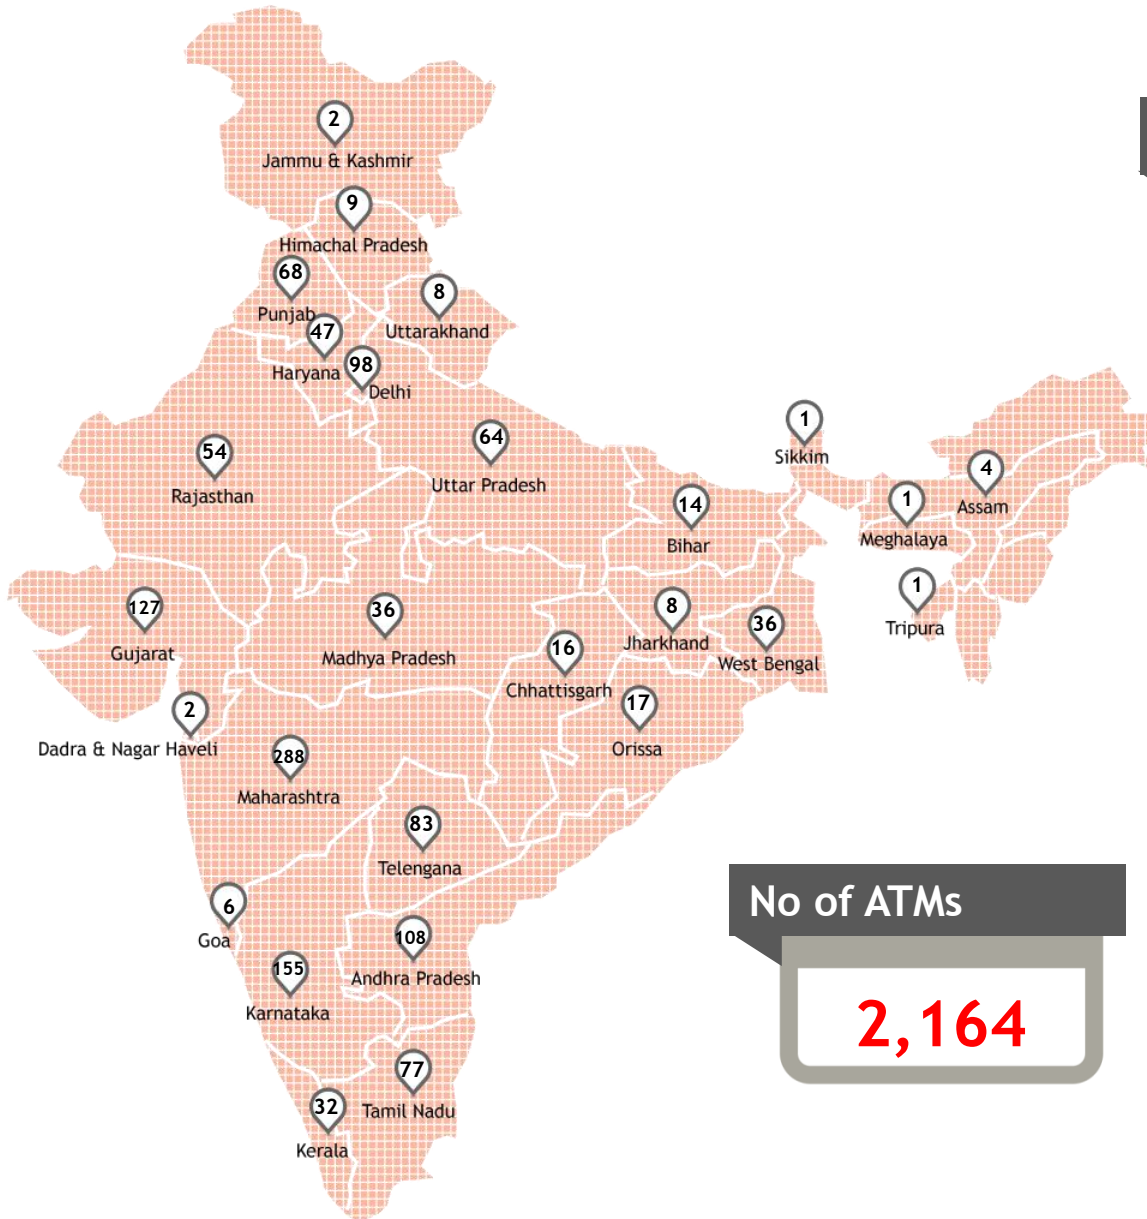 2
Jammu & Kashmir
9
Himachal Pradesh
68
Punjab
8
Uttarakhand
47
Haryana
98
Delhi
54
Rajasthan
64
Uttar Pradesh
1
Sikkim
4
Assam
14
Bihar
1
Meghalaya
127
Gujarat
36
Madhya Pradesh
16
Chhattisgarh
8
Jharkhand
36
West Bengal
1
Tripura
2
Dadra & Nagar Haveli
288
Maharashtra
17
Orissa
83
Telengana
6
Goa
108
Andhra Pradesh
155
Karnataka
77
Tamil Nadu
32
Kerala
No of ATMs
2,164